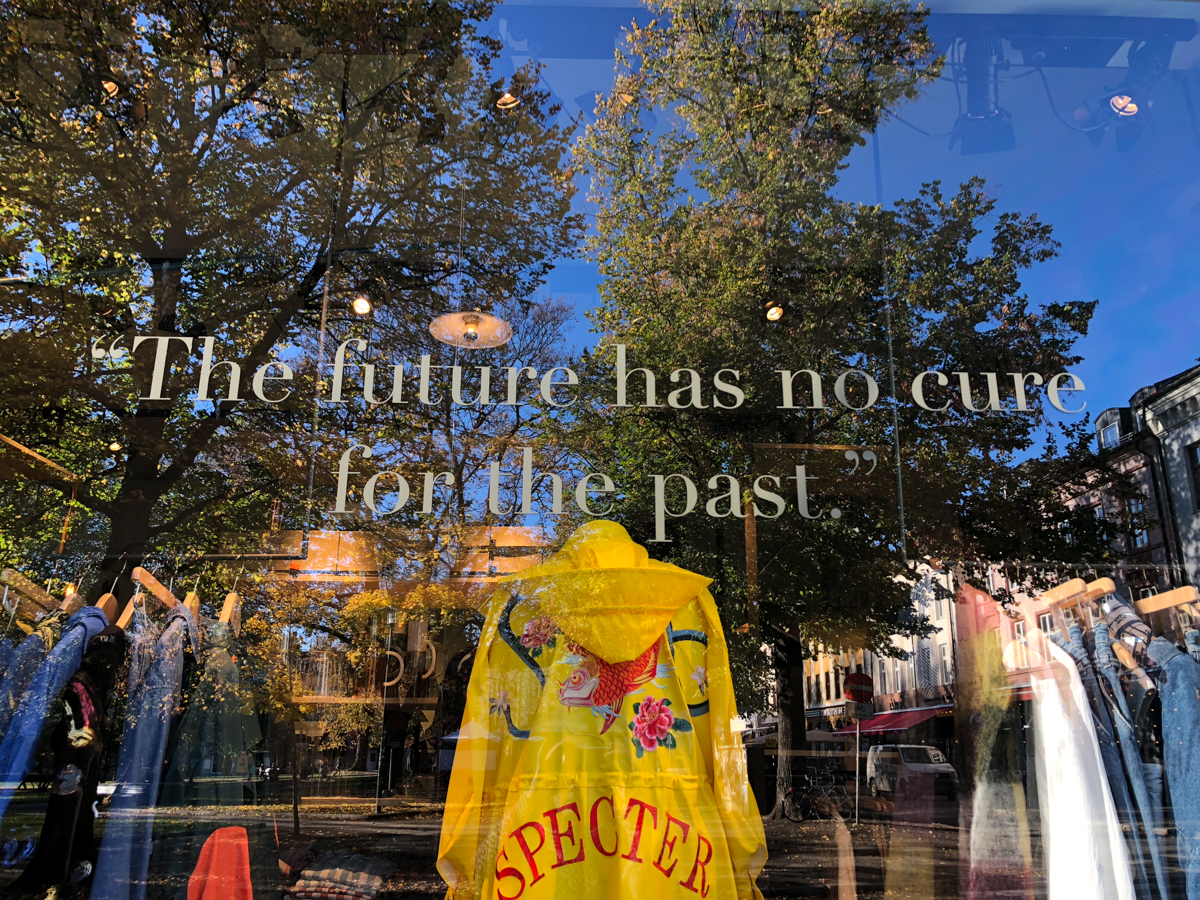 “The future has no cure
for the past.”
SPECTER